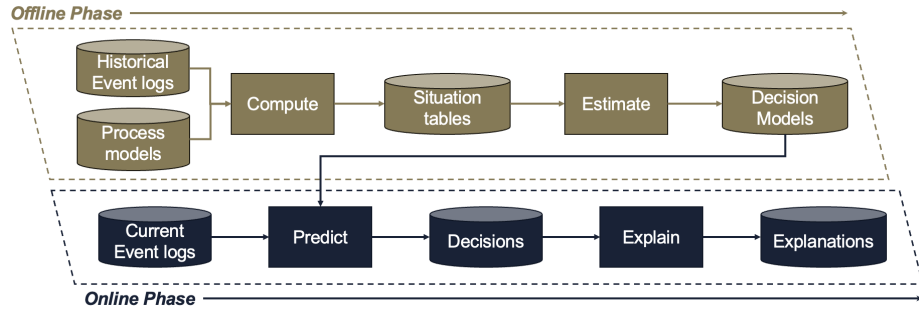 Offline Phase
Historical
Event logs
Process
models
Compute
Situation
tables
Estimate
Decision
Models
Current
Event logs
Predict
Decisions
Explain
Explanations
Online Phase